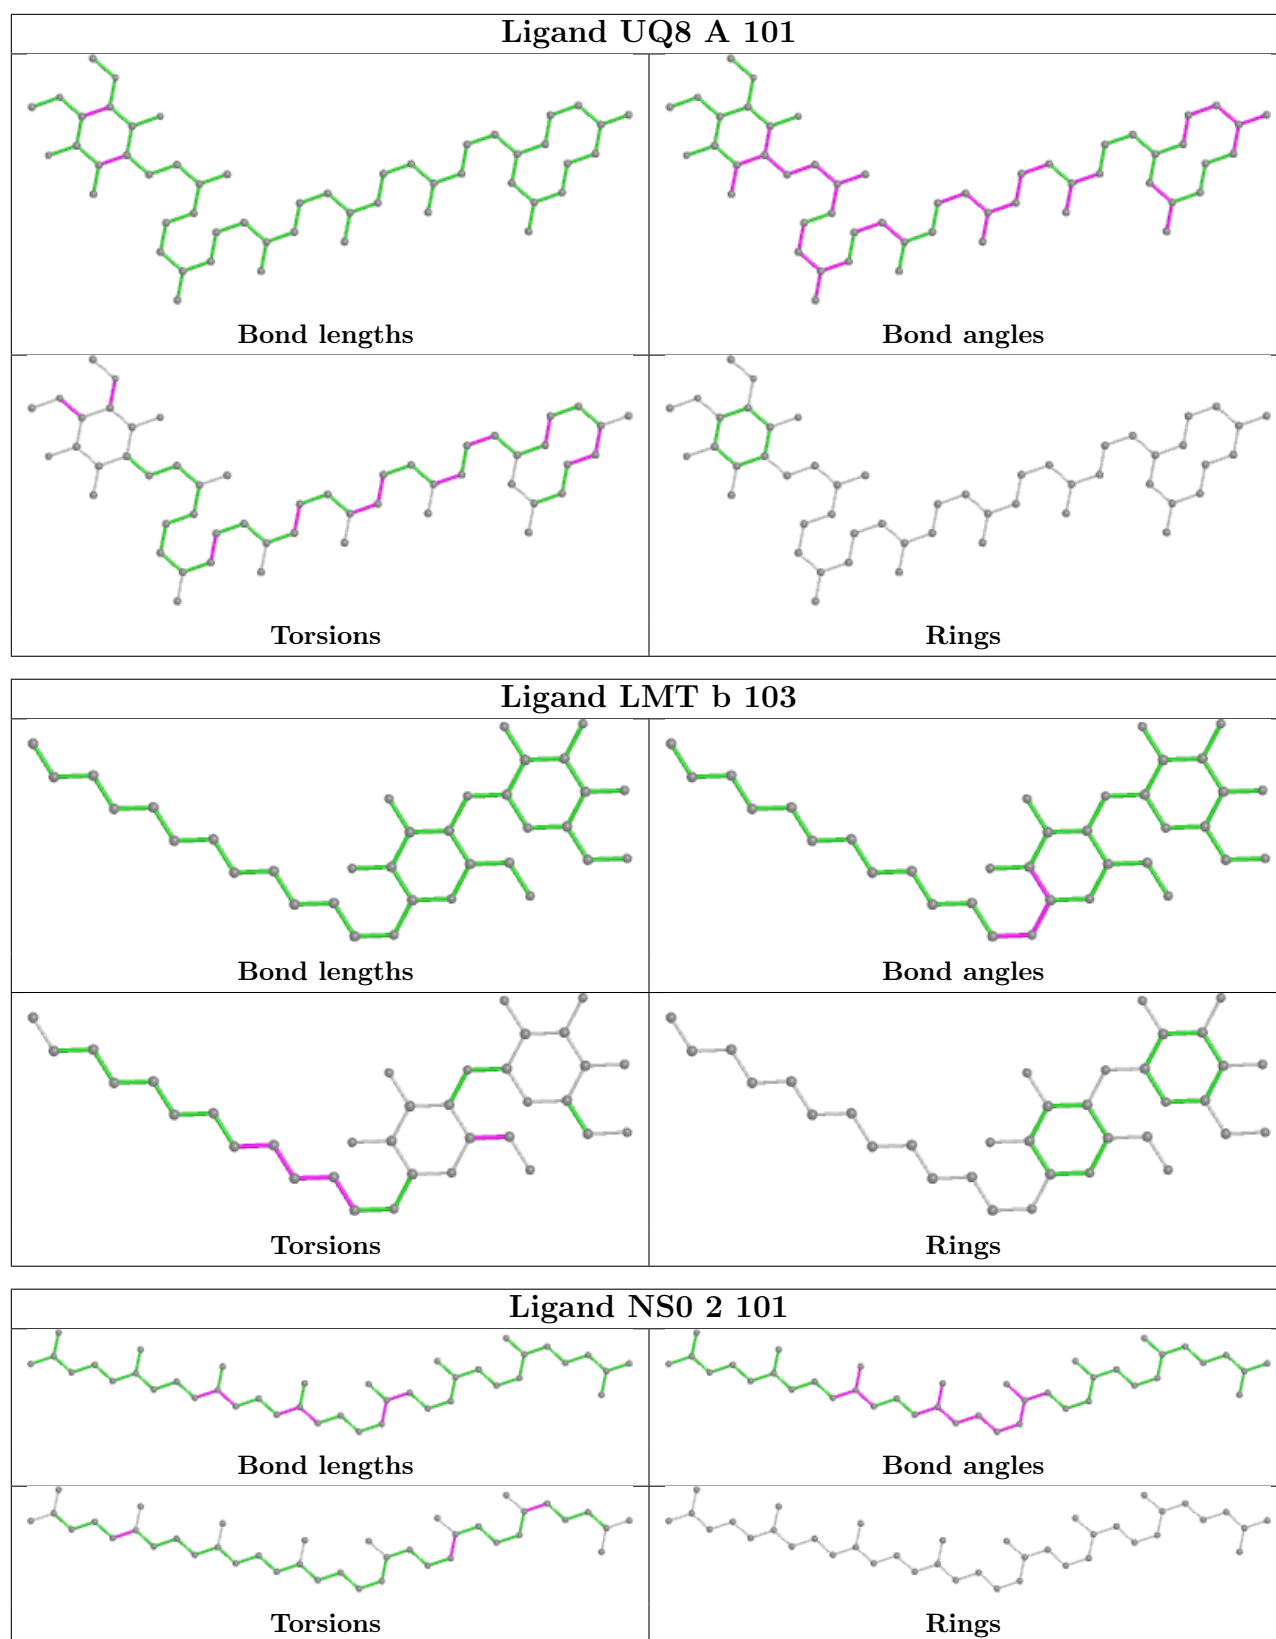 Ligand UQ8 A 101
Bond lengths
Bond angles
Torsions
Rings
Ligand LMT b 103
Bond lengths
Bond angles
Torsions
Rings
Ligand NS0 2 101
Bond lengths
Bond angles
Torsions
Rings